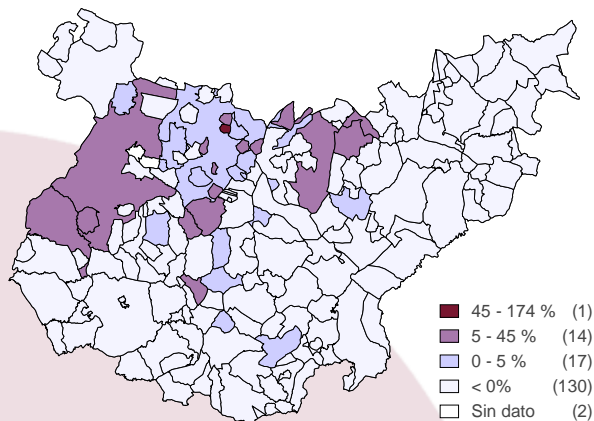 45 - 174 % (1)
5 - 45 % (14)
0 - 5 % (17)
< 0% (130)
Sin dato (2)